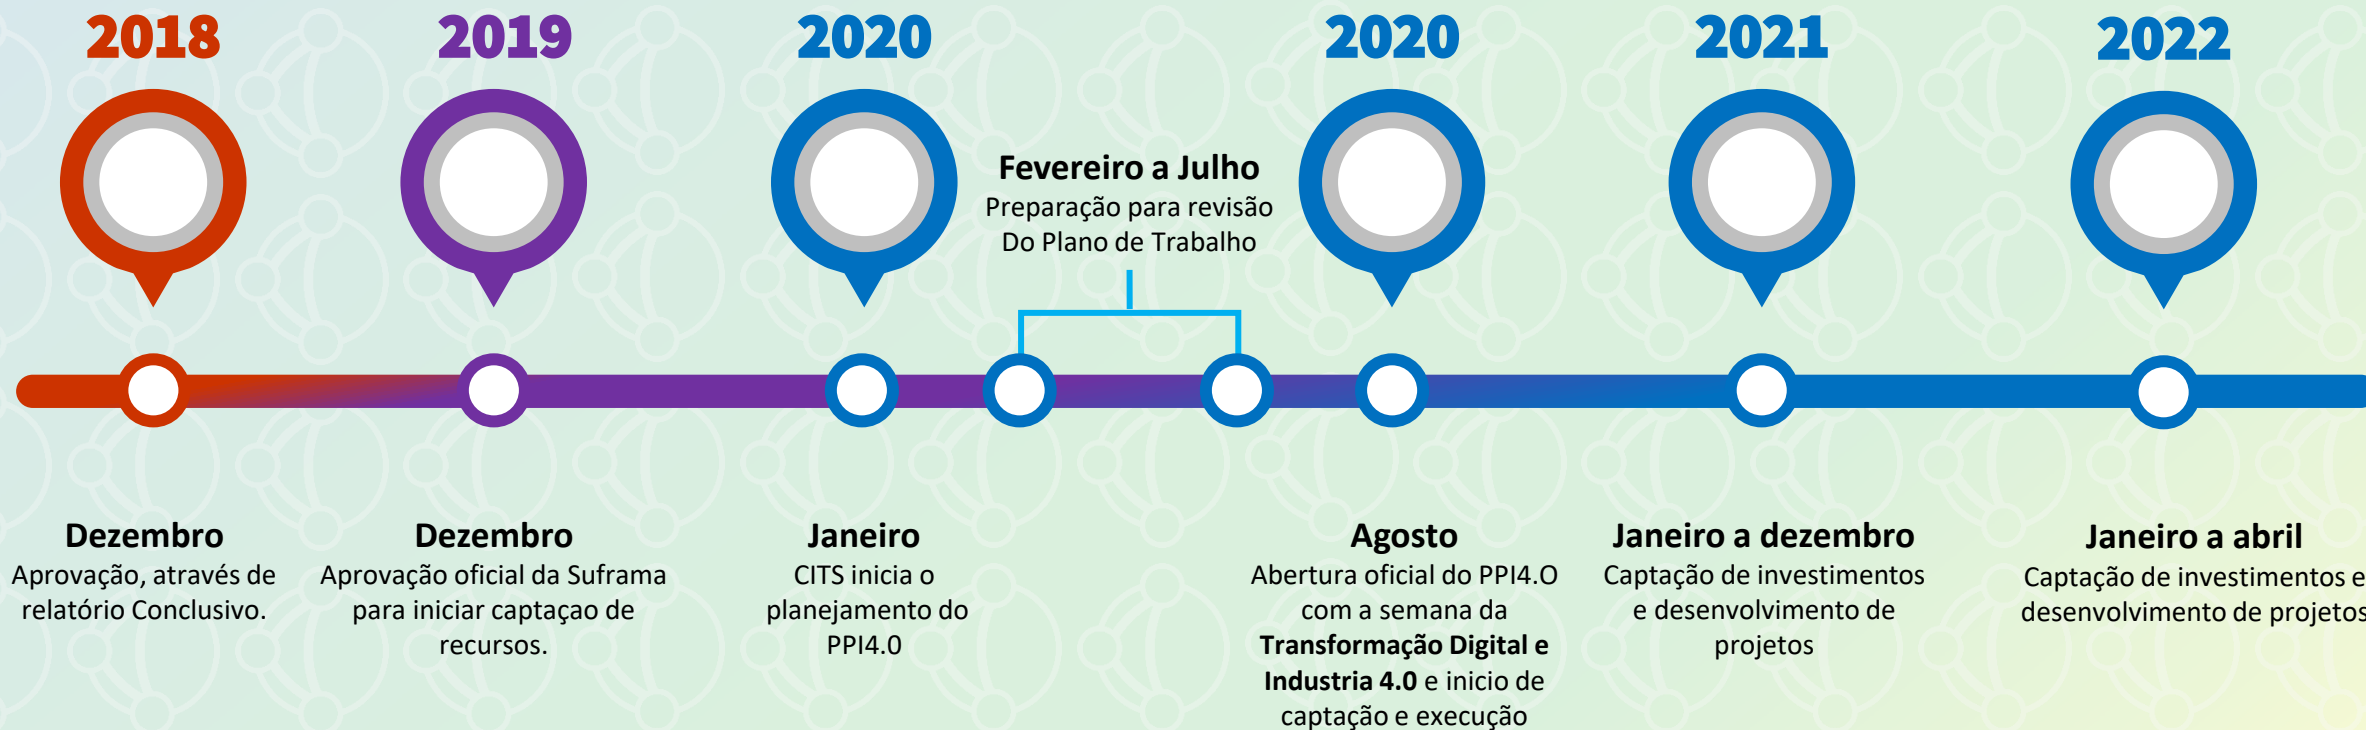 2018
2019
2020
2020
2021
2022
Fevereiro a Julho
Preparação para revisão
Do Plano de Trabalho
Dezembro
Aprovação, através de
relatório Conclusivo.
Dezembro
Aprovação oficial da Suframa
para iniciar captaçao de
recursos.
Janeiro
CITS inicia o
planejamento do
PPI4.0
Agosto
Abertura oficial do PPI4.O
com a semana da
Transformação Digital e
Industria 4.0 e inicio de
captação e execução
Janeiro a dezembro
Captação de investimentos
e desenvolvimento de
projetos
Janeiro a abril
Captação de investimentos e
desenvolvimento de projetos